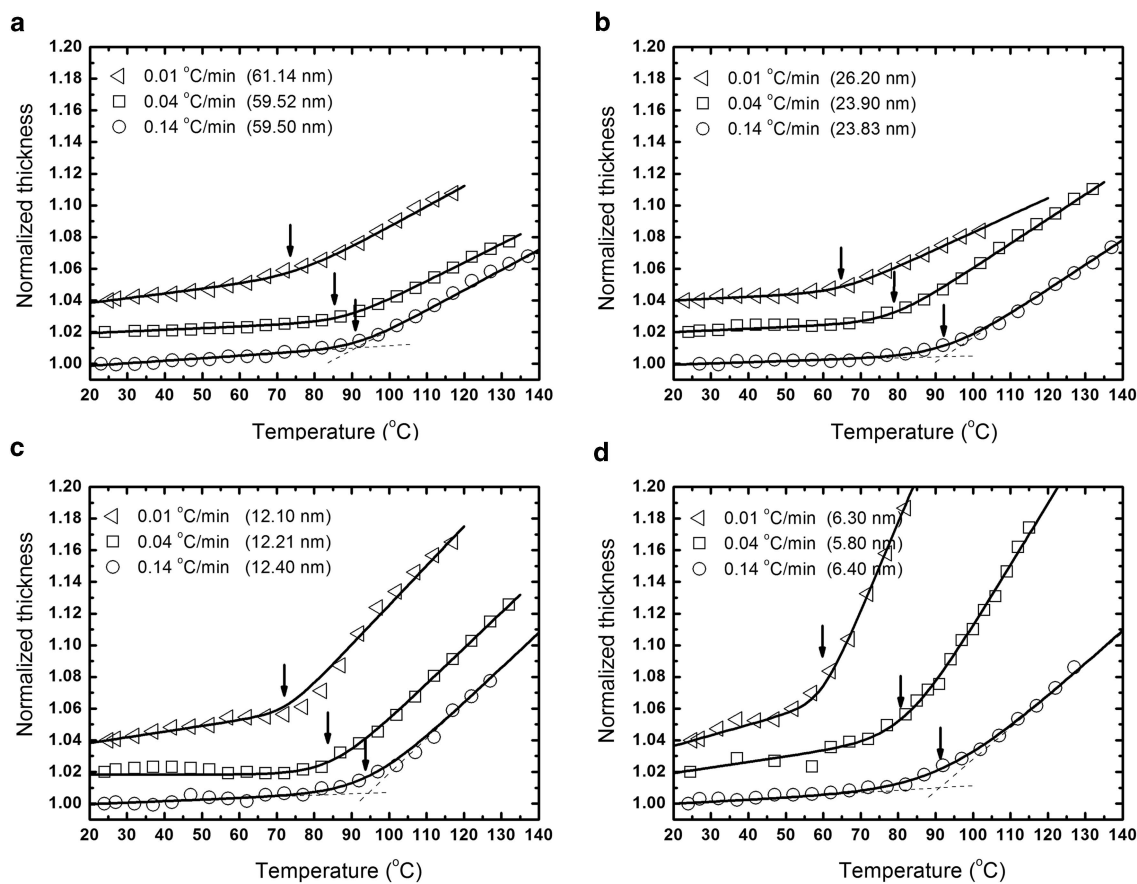 a
1.20
1.18
1.16
1.14
1.12
1.10
1.08
1.06
1.04
1.02
1.00
Normalized thickness
0.01 °C/min (61.14 nm)
0.04 °C/min (59.52 nm)
0.14 °C/min (59.50 nm)
20 30 40 50 60 70 80 90 100 110 120 130 140
Temperature (°C)
b
1.20
1.18
1.16
1.14
1.12
1.10
1.08
1.06
1.04
1.02
1.00
Normalized thickness
0.01 °C/min (26.20 nm)
0.04 °C/min (23.90 nm)
0.14 °C/min (23.83 nm)
20 30 40 50 60 70 80 90 100 110 120 130 140
Temperature (°C)
c
1.20
1.18
1.16
1.14
1.12
1.10
1.08
1.06
1.04
1.02
1.00
Normalized thickness
0.01 °C/min (12.10 nm)
0.04 °C/min (12.21 nm)
0.14 °C/min (12.40 nm)
20 30 40 50 60 70 80 90 100 110 120 130 140
Temperature (°C)
d
1.20
1.18
1.16
1.14
1.12
1.10
1.08
1.06
1.04
1.02
1.00
Normalized thickness
0.01 °C/min (6.30 nm)
0.04 °C/min (5.80 nm)
0.14 °C/min (6.40 nm)
20 30 40 50 60 70 80 90 100 110 120 130 140
Temperature (°C)